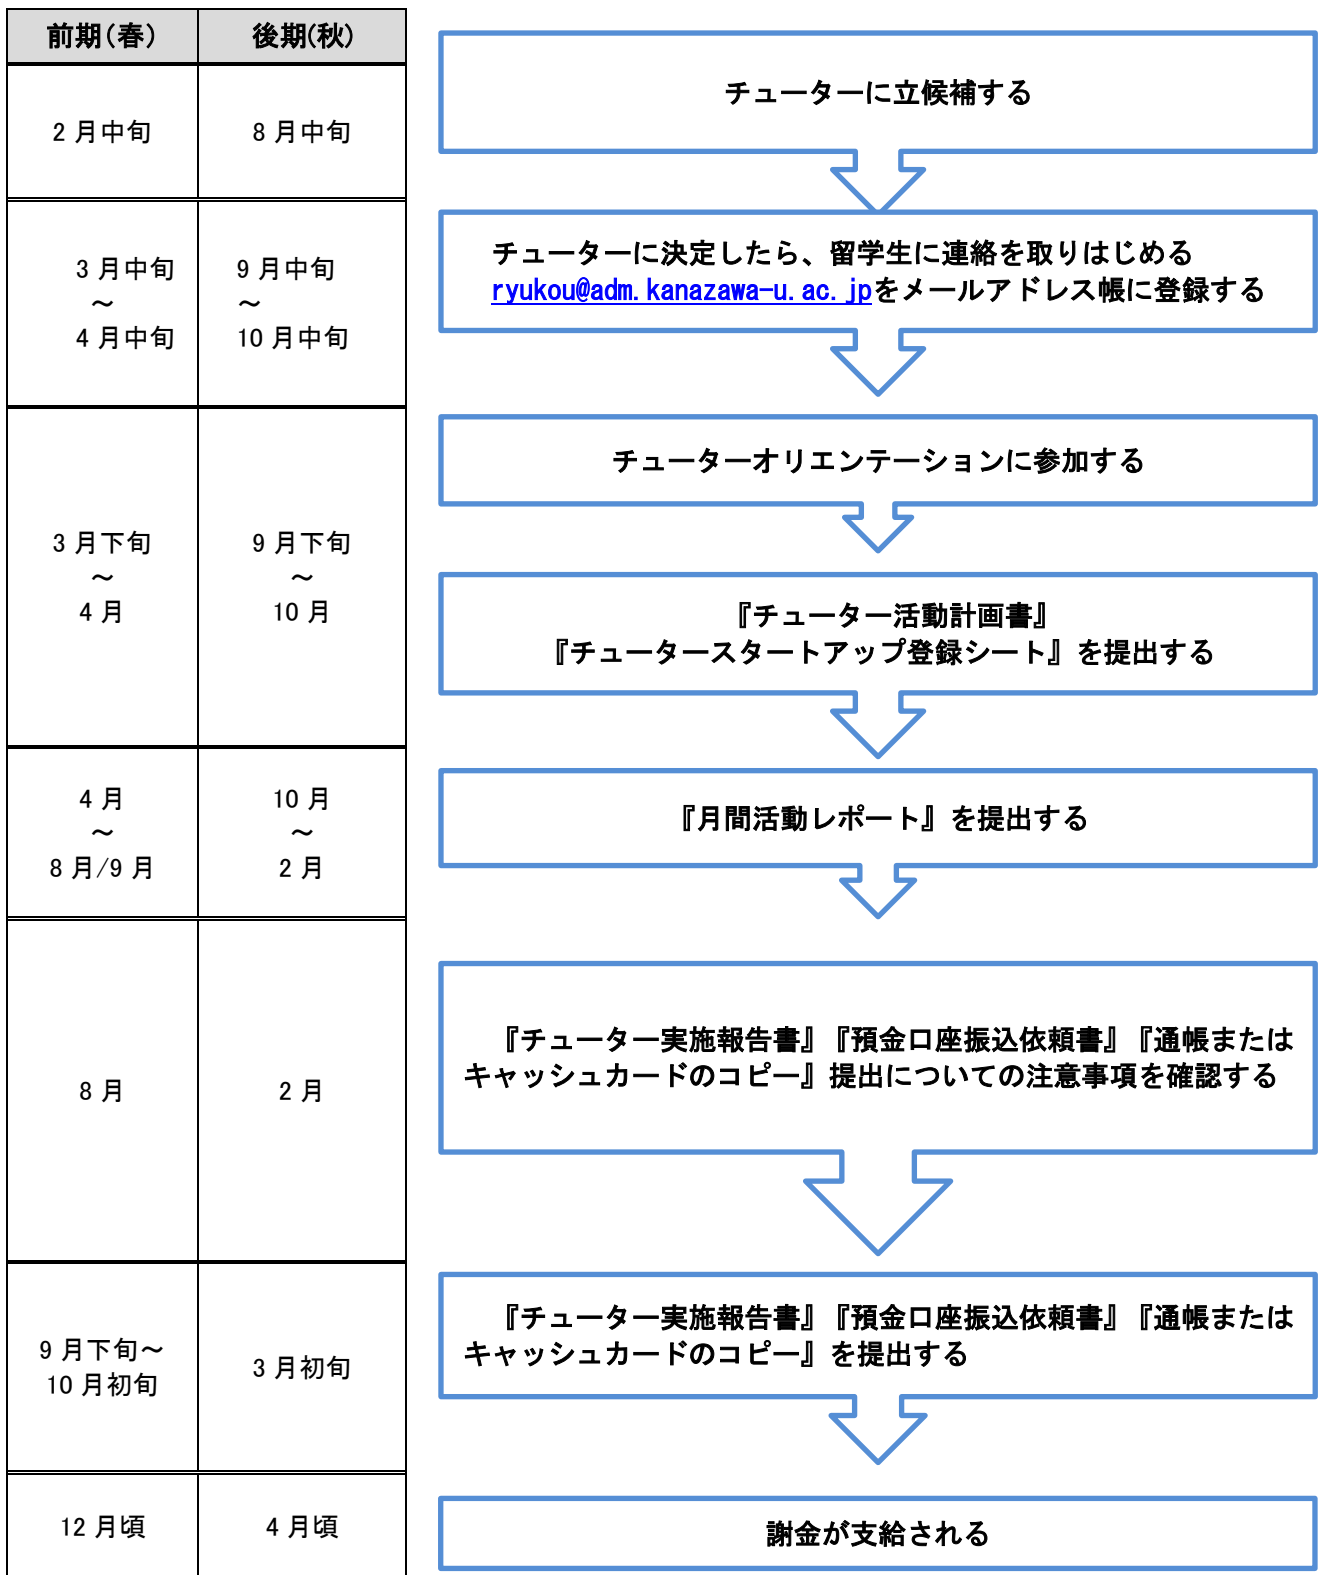 前期(春) 後期(秋)
チューターに立候補する
2 月中旬 8 月中旬
チューターに決定したら、留学生に連絡を取りはじめる
ryukou@adm.kanazawa-u.ac.jpをメールアドレス帳に登録する
3 月中旬 9 月中旬
～ ～
4 月中旬 10 月中旬
チューターオリエンテーションに参加する
3 月下旬 9 月下旬
～ ～
4 月 10 月
『チューター活動計画書』
『チュータースタートアップ登録シート』を提出する
4 月 10 月
～ ～
8 月/9 月 2 月
『月間活動レポート』を提出する
『チューター実施報告書』『預金口座振込依頼書』『通帳または
キャッシュカードのコピー』提出についての注意事項を確認する
8 月 2 月
『チューター実施報告書』『預金口座振込依頼書』『通帳または
キャッシュカードのコピー』を提出する
9 月下旬～
10 月初旬
3 月初旬
12 月頃 4 月頃
謝金が支給される